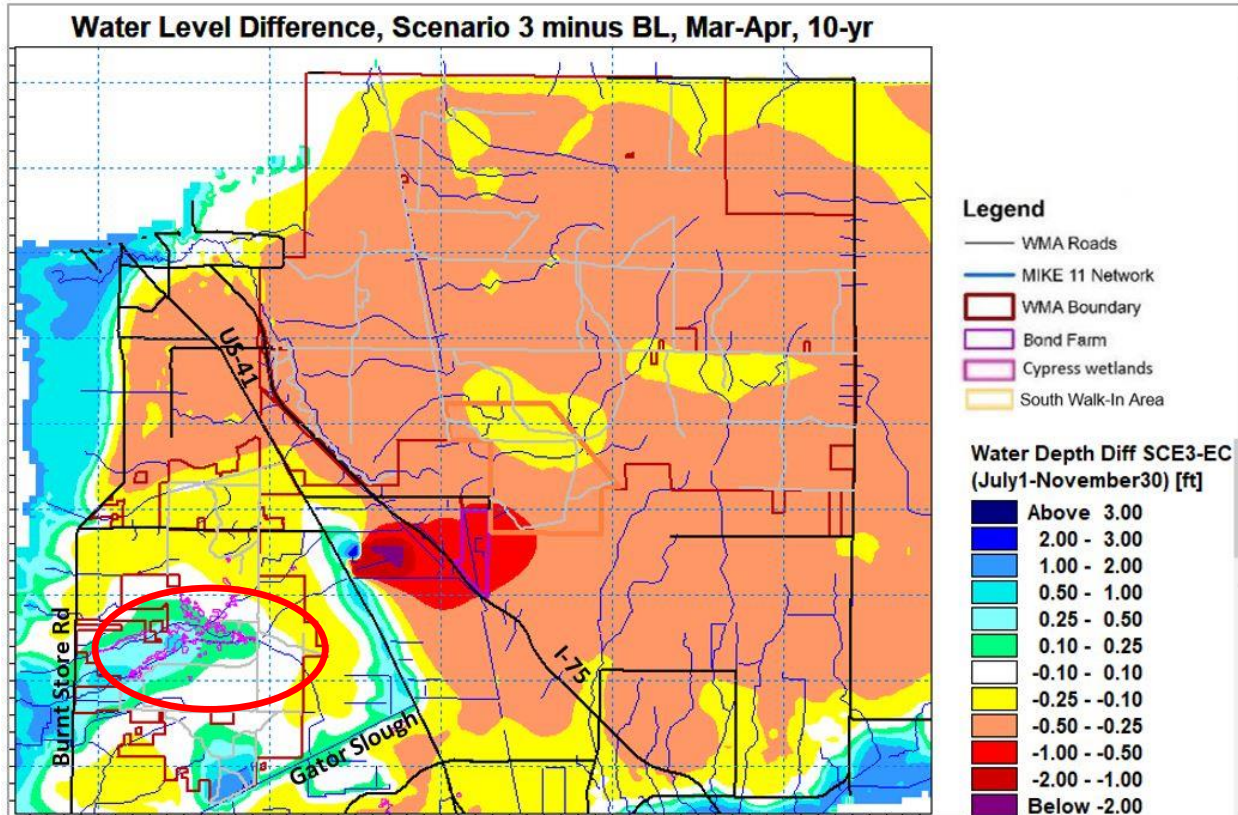 Water Level Difference, Scenario 3 minus BL, Mar-Apr, 10-yr
US-41
I-75
Burnt Store Rd
Gator Slough
Legend
WMA Roads
MIKE 11 Network
WMA Boundary
Bond Farm
Cypress wetlands
South Walk-In Area
Water Depth Diff SCE3-EC
(July1-November30) [ft]
Above 3.00
2.00 - 3.00
1.00 - 2.00
0.50 - 1.00
0.25 - 0.50
0.10 - 0.25
-0.10 - 0.10
-0.25 - -0.10
-0.50 - -0.25
-1.00 - -0.50
-2.00 - -1.00
Below -2.00